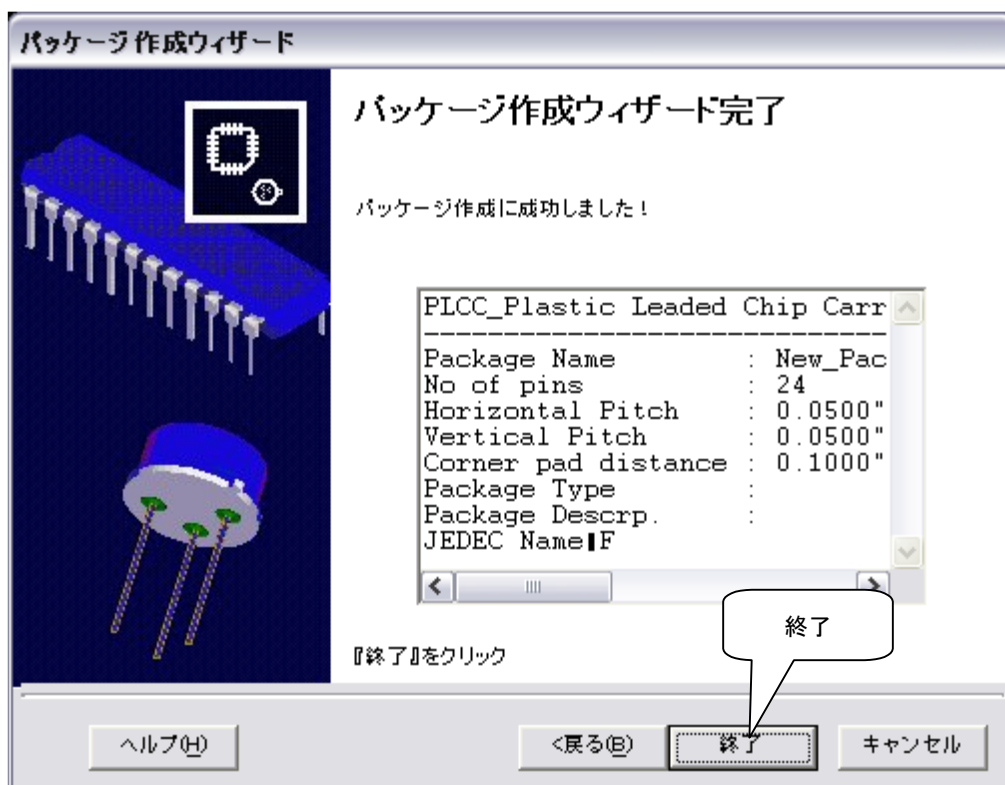 パッケージ作成ウィザード
パッケージ作成ウィザード完了
パッケージ作成に成功しました！
PLCC_Plastic Leaded Chip Carr
--------------------------------
Package Name : New_Pac
No of pins : 24
Horizontal Pitch : 0.0500"
Vertical Pitch : 0.0500"
Corner pad distance : 0.1000"
Package Type :
Package Descrp. :
JEDEC Name▮F
終了
『終了』をクリック
ヘルプ(H)
<戻る(B)
終了
キャンセル